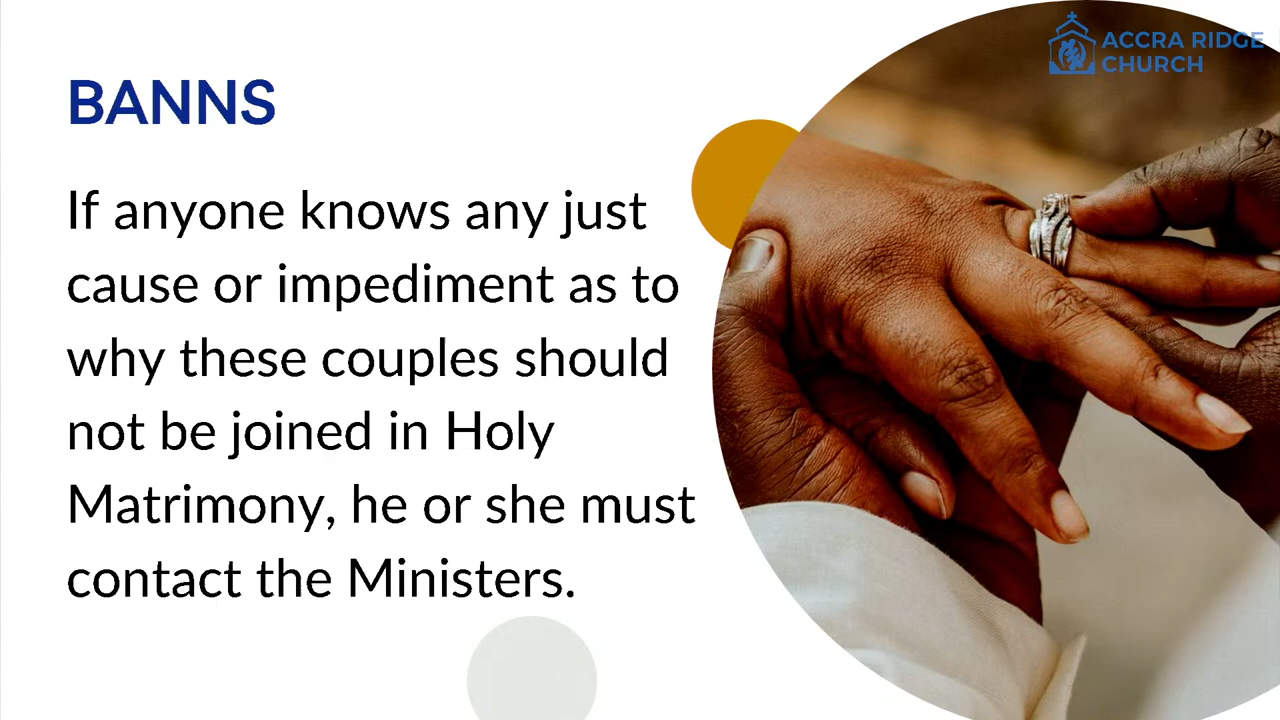 ACCRA RIDGE
CHURCH
BANNS
If anyone knows any just
cause or impediment as to
why these couples should
not be joined in Holy
Matrimony, he or she must
contact the Ministers.